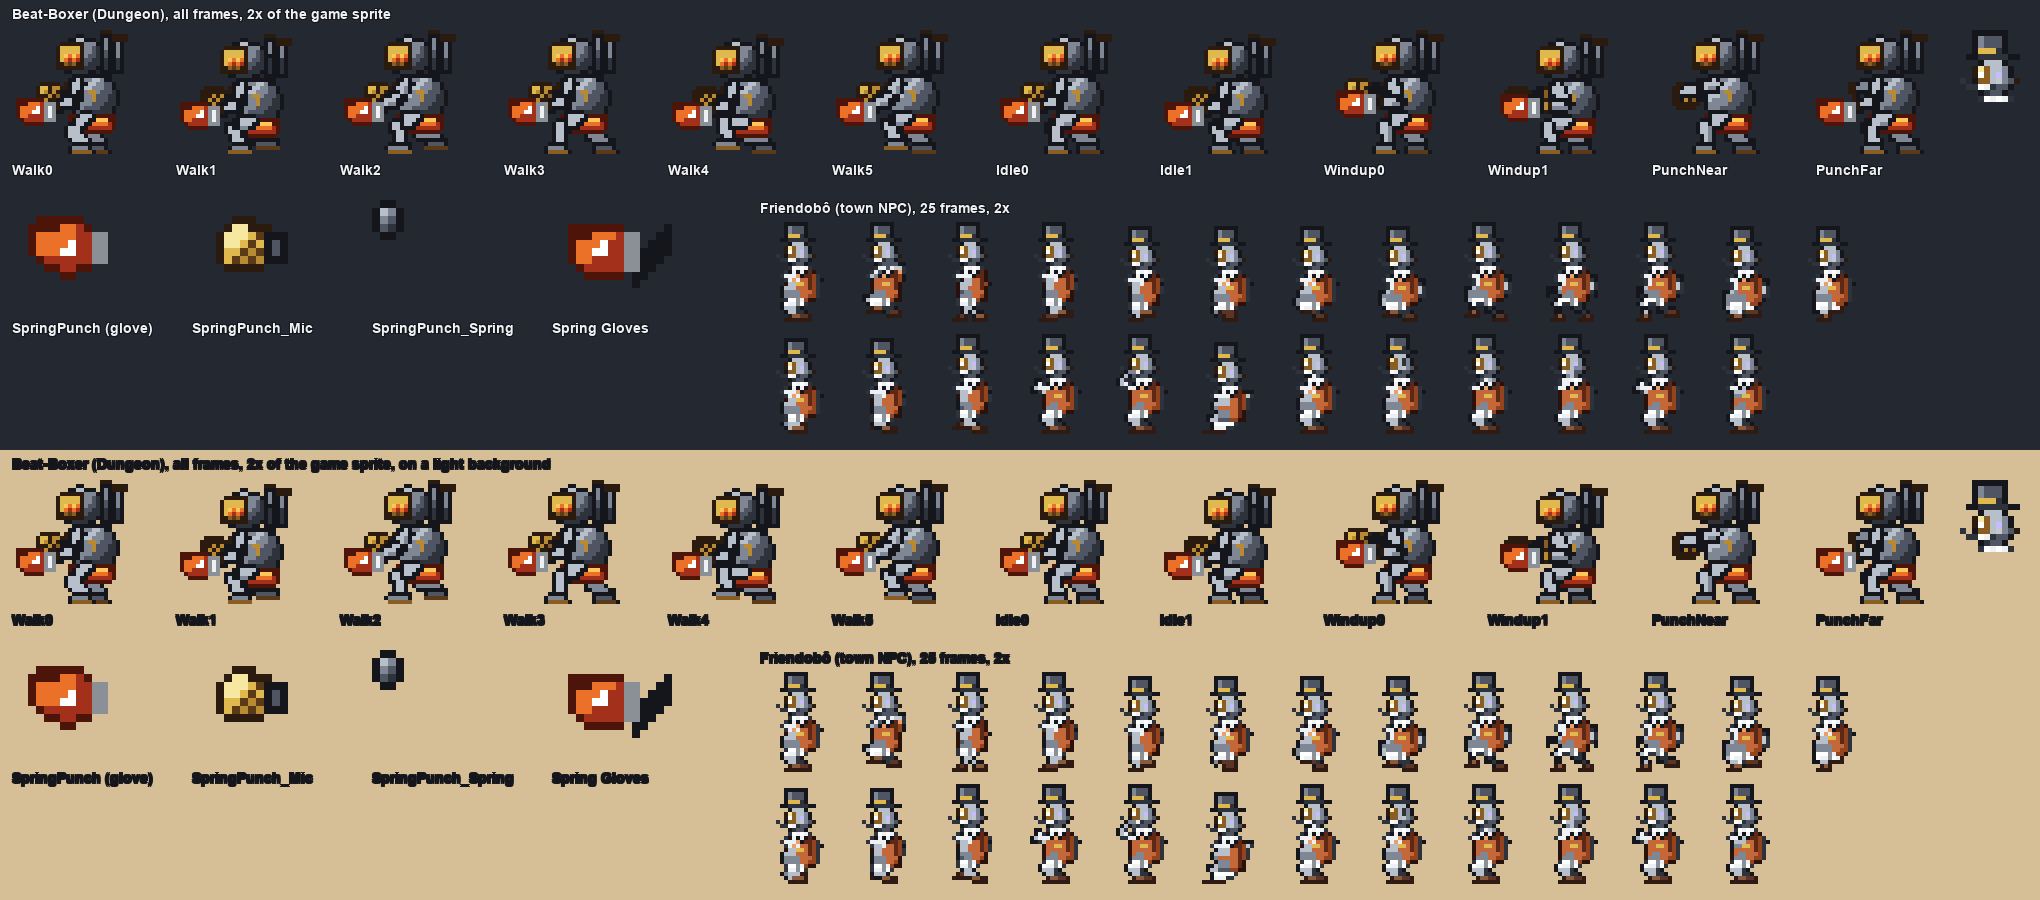 Beat-Boxer (Dungeon), all frames, 2x of the game sprite
Walk0 Walk1 Walk2 Walk3 Walk4 Walk5 Idle0 Idle1 Windup0 Windup1 PunchNear PunchFar
Friendobô (town NPC), 25 frames, 2x
SpringPunch (glove) SpringPunch_Mic SpringPunch_Spring Spring Gloves
Beat-Boxer (Dungeon), all frames, 2x of the game sprite, on a light background
Walk0 Walk1 Walk2 Walk3 Walk4 Walk5 Idle0 Idle1 Windup0 Windup1 PunchNear PunchFar
Friendobô (town NPC), 25 frames, 2x
SpringPunch (glove) SpringPunch_Mic SpringPunch_Spring Spring Gloves